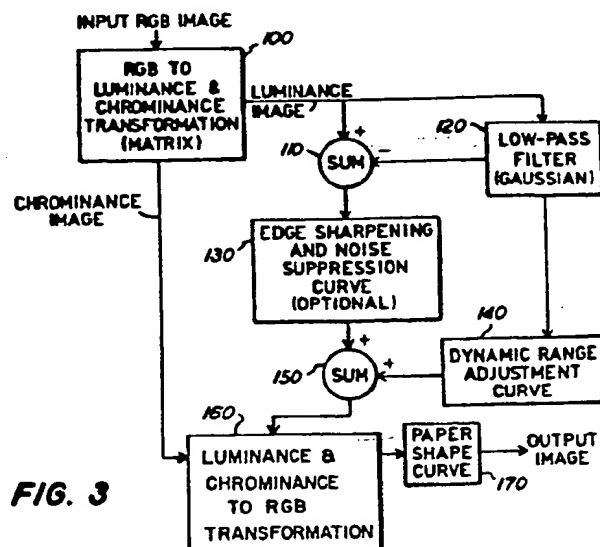 INPUT RGB IMAGE
100
RGB TO
LUMINANCE &
CHROMINANCE
TRANSFORMATION
(MATRIX)
LUMINANCE
IMAGE
110
+
SUM
-
120
LOW-PASS
FILTER
(GAUSSIAN)
CHROMINANCE
IMAGE
130
EDGE SHARPENING
AND NOISE
SUPPRESSION
CURVE
(OPTIONAL)
140
DYNAMIC RANGE
ADJUSTMENT
CURVE
150
+
SUM
+
160
LUMINANCE &
CHROMINANCE
TO RGB
TRANSFORMATION
PAPER
SHAPE
CURVE
170
OUTPUT
IMAGE
FIG. 3